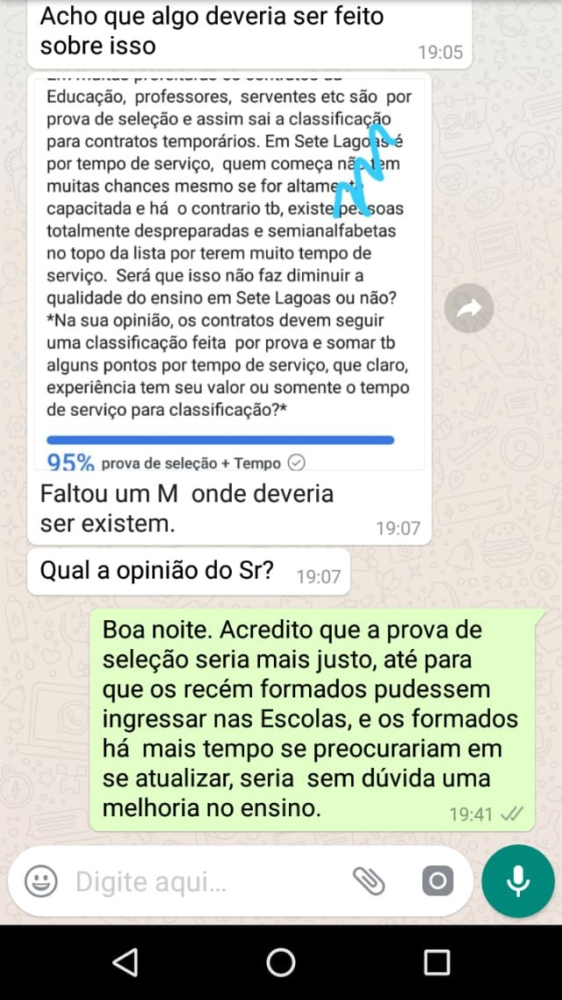 Acho que algo deveria ser feito
sobre isso
19:05
Educação, professores, serventes etc são por
prova de seleção e assim sai a classificação
para contratos temporários. Em Sete Lagoas é
por tempo de serviço, quem começa não tem
muitas chances mesmo se for altamente
capacitada e há o contrario tb, existe pessoas
totalmente despreparadas e semianalfabetas
no topo da lista por terem muito tempo de
serviço. Será que isso não faz diminuir a
qualidade do ensino em Sete Lagoas ou não?
*Na sua opinião, os contratos devem seguir
uma classificação feita por prova e somar tb
alguns pontos por tempo de serviço, que claro,
experiência tem seu valor ou somente o tempo
de serviço para classificação?*
95% prova de seleção + Tempo
Faltou um M onde deveria
ser existem.
19:07
Qual a opinião do Sr?
19:07
Boa noite. Acredito que a prova de
seleção seria mais justo, até para
que os recém formados pudessem
ingressar nas Escolas, e os formados
há mais tempo se preocurariam em
se atualizar, seria sem dúvida uma
melhoria no ensino.
19:41
Digite aqui...